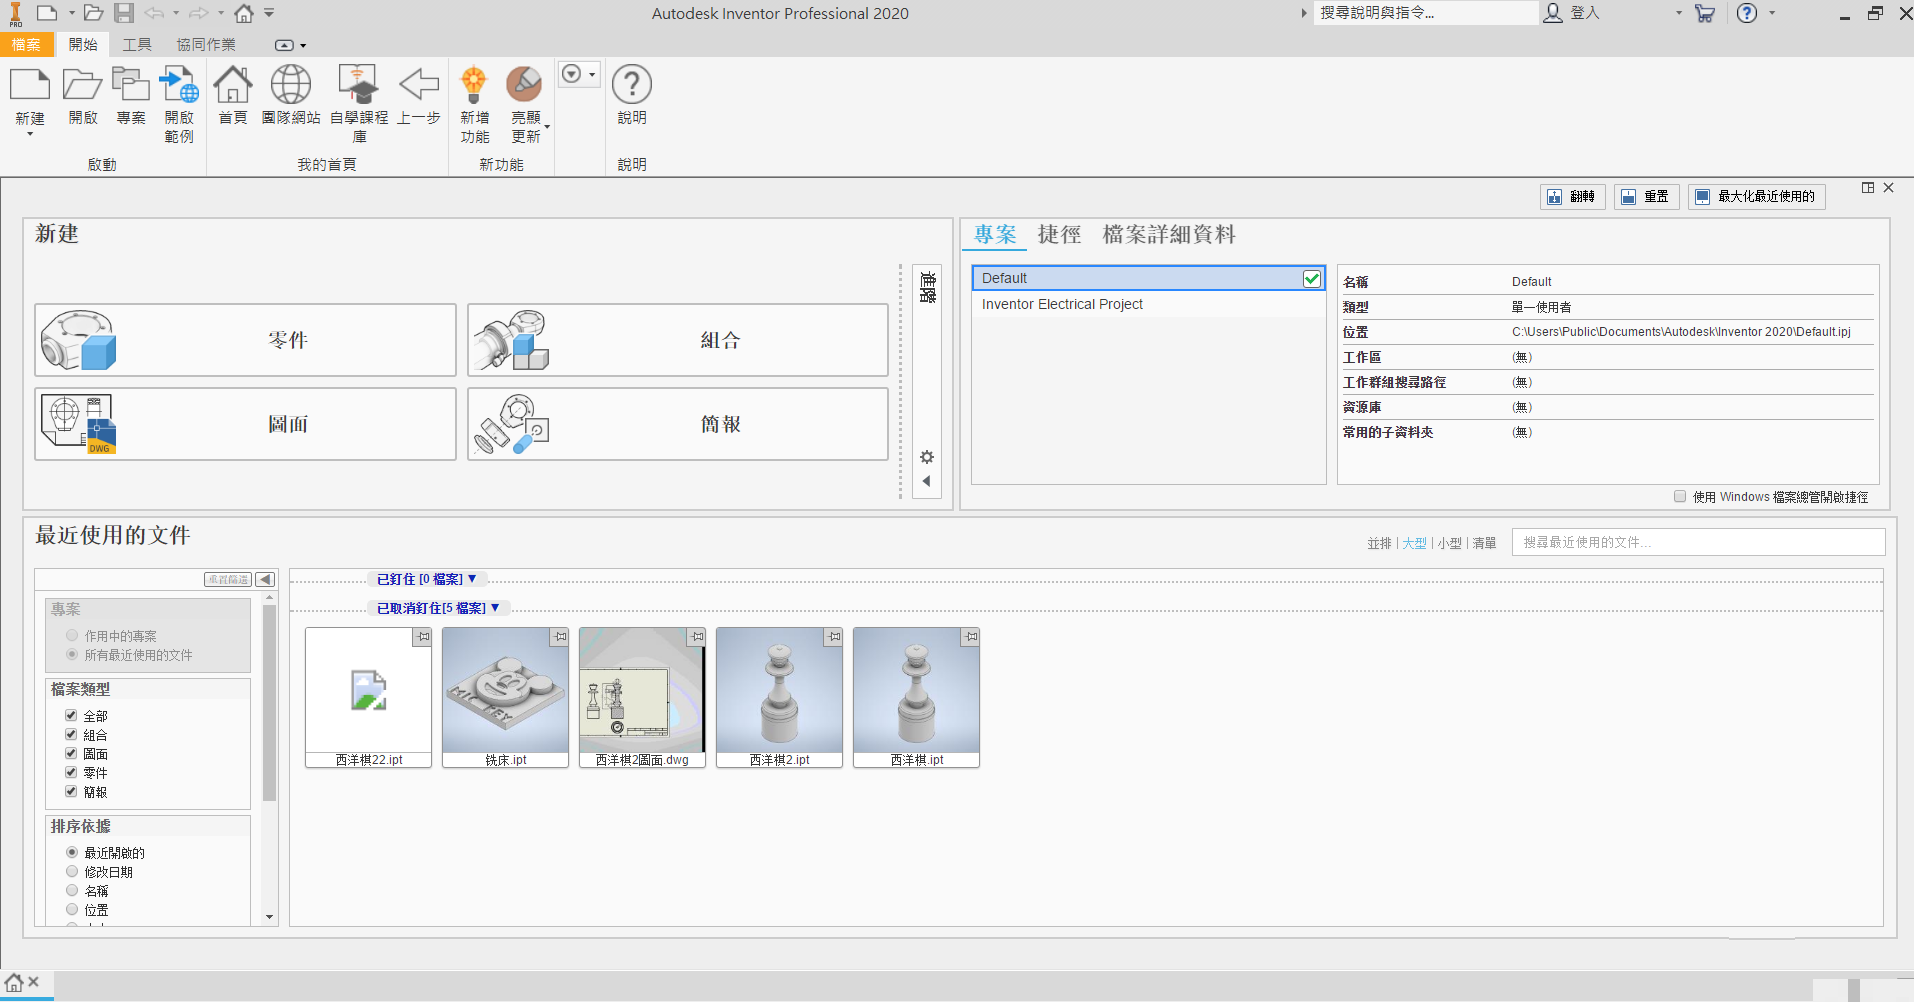 PRO
Autodesk Inventor Professional 2020
搜尋說明與指令...
登入
檔案
開始
工具
協同作業
新建
開啟
專案
開啟
範例
首頁
團隊網站
自學課程
庫
上一步
新增
功能
亮顯
更新
說明
啟動
我的首頁
新功能
說明
翻轉
重置
最大化最近使用的
新建
零件
組合
圖面
DWG
簡報
進階
專案
捷徑
檔案詳細資料
Default
Inventor Electrical Project
名稱 Default
類型 單一使用者
位置 C:\Users\Public\Documents\Autodesk\Inventor 2020\Default.ipj
工作區 (無)
工作群組搜尋路徑 (無)
資源庫 (無)
常用的子資料夾 (無)
使用 Windows 檔案總管開啟捷徑
最近使用的文件
並排 | 大型 | 小型 | 清單
搜尋最近使用的文件...
重置篩選
專案
作用中的專案
所有最近使用的文件
檔案類型
全部
組合
圖面
零件
簡報
排序依據
最近開啟的
修改日期
名稱
位置
已釘住 [0 檔案] ▼
已取消釘住[5 檔案] ▼
MIC KEY
西洋棋22.ipt
铣床.ipt
西洋棋2圖面.dwg
西洋棋2.ipt
西洋棋.ipt